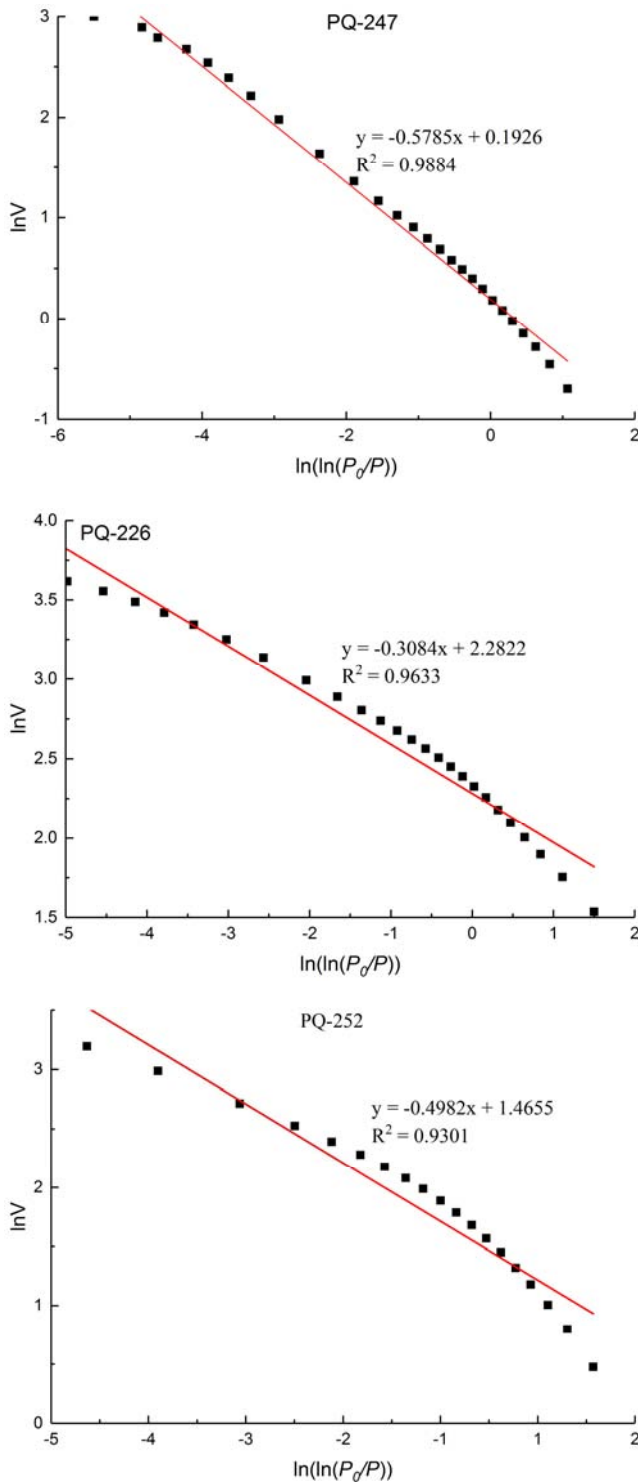 PQ-247
3
2
1
0
-1
lnV
y = -0.5785x + 0.1926
R² = 0.9884
-6
-4
-2
0
2
ln(ln(P₀/P))
PQ-226
4.0
3.5
3.0
2.5
2.0
1.5
lnV
y = -0.3084x + 2.2822
R² = 0.9633
-5
-4
-3
-2
-1
0
1
2
ln(ln(P₀/P))
PQ-252
3
2
1
0
lnV
y = -0.4982x + 1.4655
R² = 0.9301
-5
-4
-3
-2
-1
0
1
2
ln(ln(P₀/P))